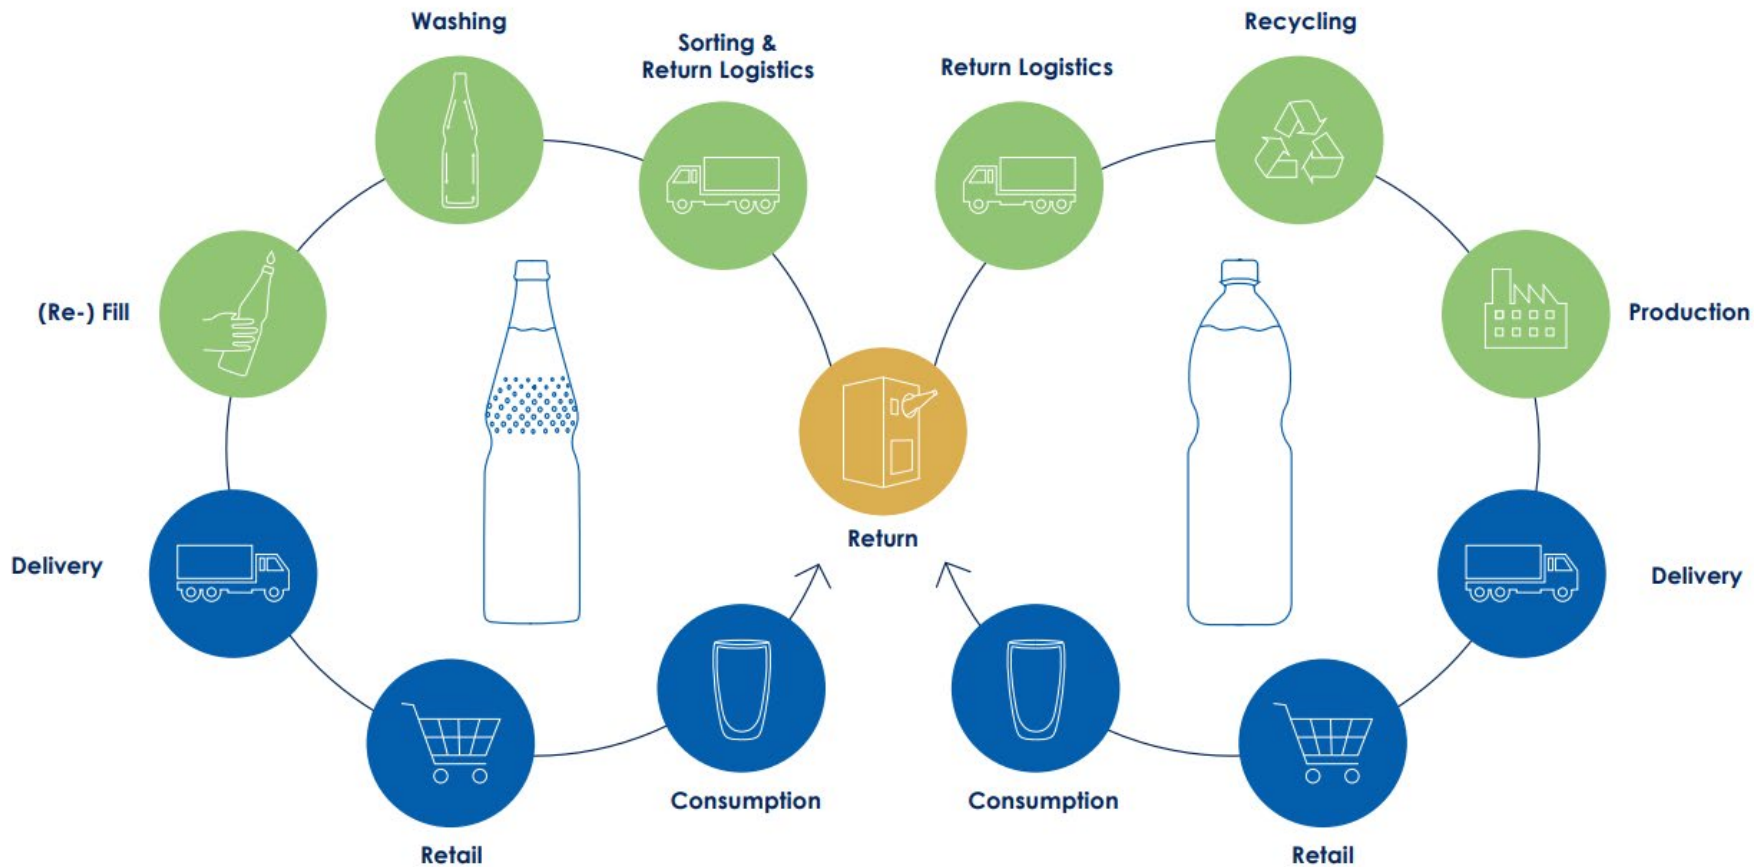 Washing
Sorting &
Return Logistics
Return Logistics
Recycling
(Re-) Fill
Production
Return
Delivery
Delivery
Consumption
Consumption
Retail
Retail